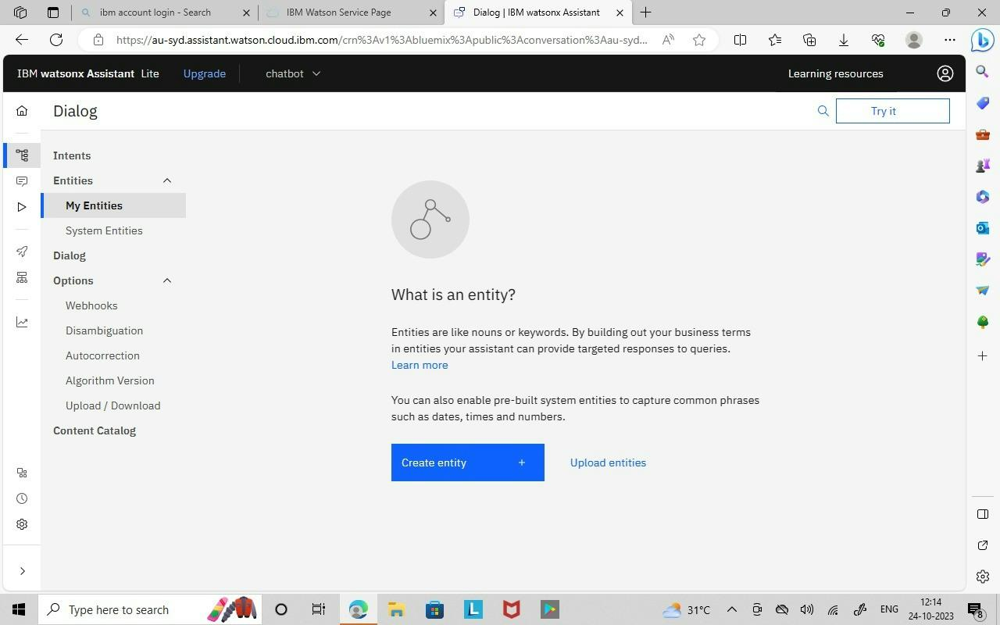 ibm account login - Search
IBM Watson Service Page
Dialog | IBM watsonx Assistant
https://au-syd.assistant.watson.cloud.ibm.com/crn%3Av1%3Abluemix%3Apublic%3Aconversation%3Aau-syd...
IBM watsonx Assistant Lite
Upgrade
chatbot
Learning resources
Dialog
Try it
Intents
Entities
My Entities
System Entities
Dialog
Options
Webhooks
Disambiguation
Autocorrection
Algorithm Version
Upload / Download
Content Catalog
What is an entity?
Entities are like nouns or keywords. By building out your business terms
in entities your assistant can provide targeted responses to queries.
Learn more
You can also enable pre-built system entities to capture common phrases
such as dates, times and numbers.
Create entity +
Upload entities
Type here to search
L
31°C
ENG
12:14
24-10-2023
8